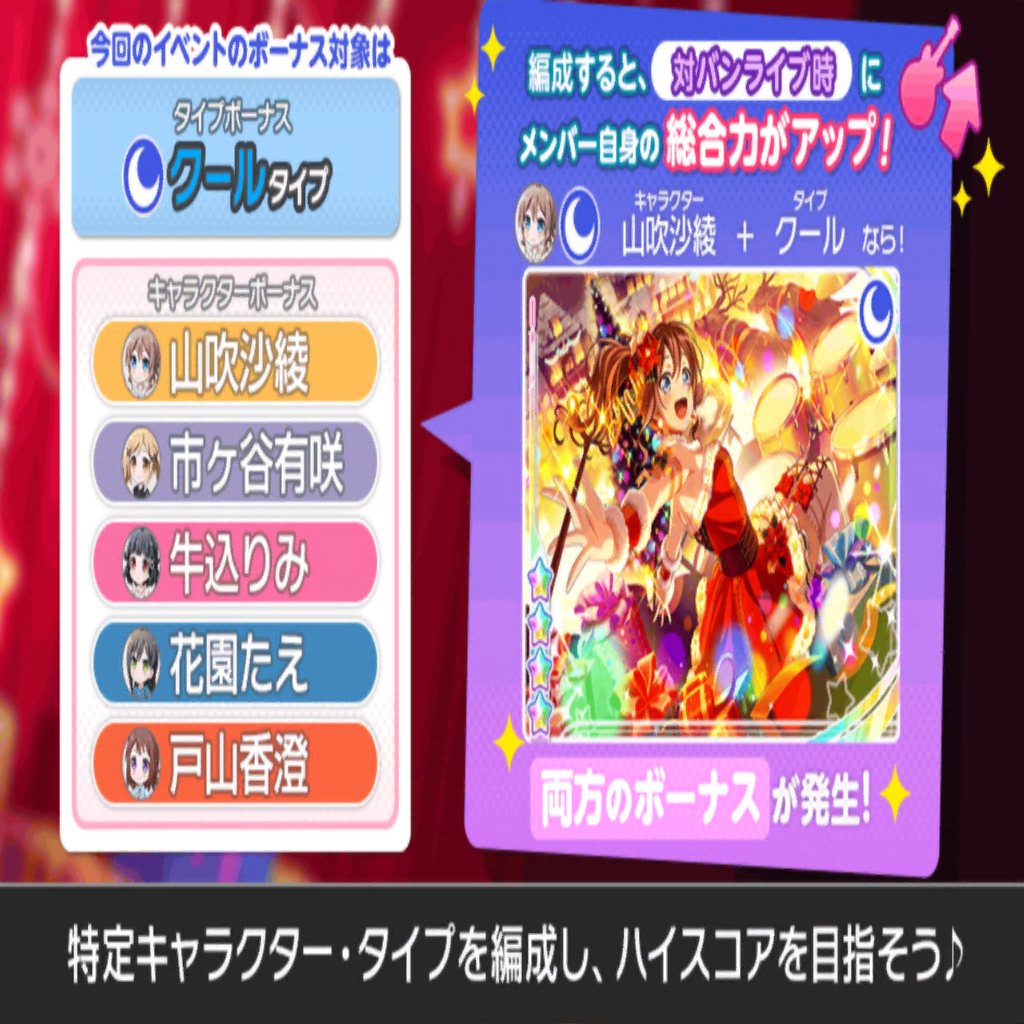 今回のイベントのボーナス対象は
タイプボーナス
クールタイプ
キャラクターボーナス
山吹沙綾
市ヶ谷有咲
牛込りみ
花園たえ
戸山香澄
編成すると、対バンライブ時に
メンバー自身の総合力がアップ!
キャラクター
タイプ
山吹沙綾 + クール なら!
両方のボーナスが発生!
特定キャラクター・タイプを編成し、ハイスコアを目指そう♪